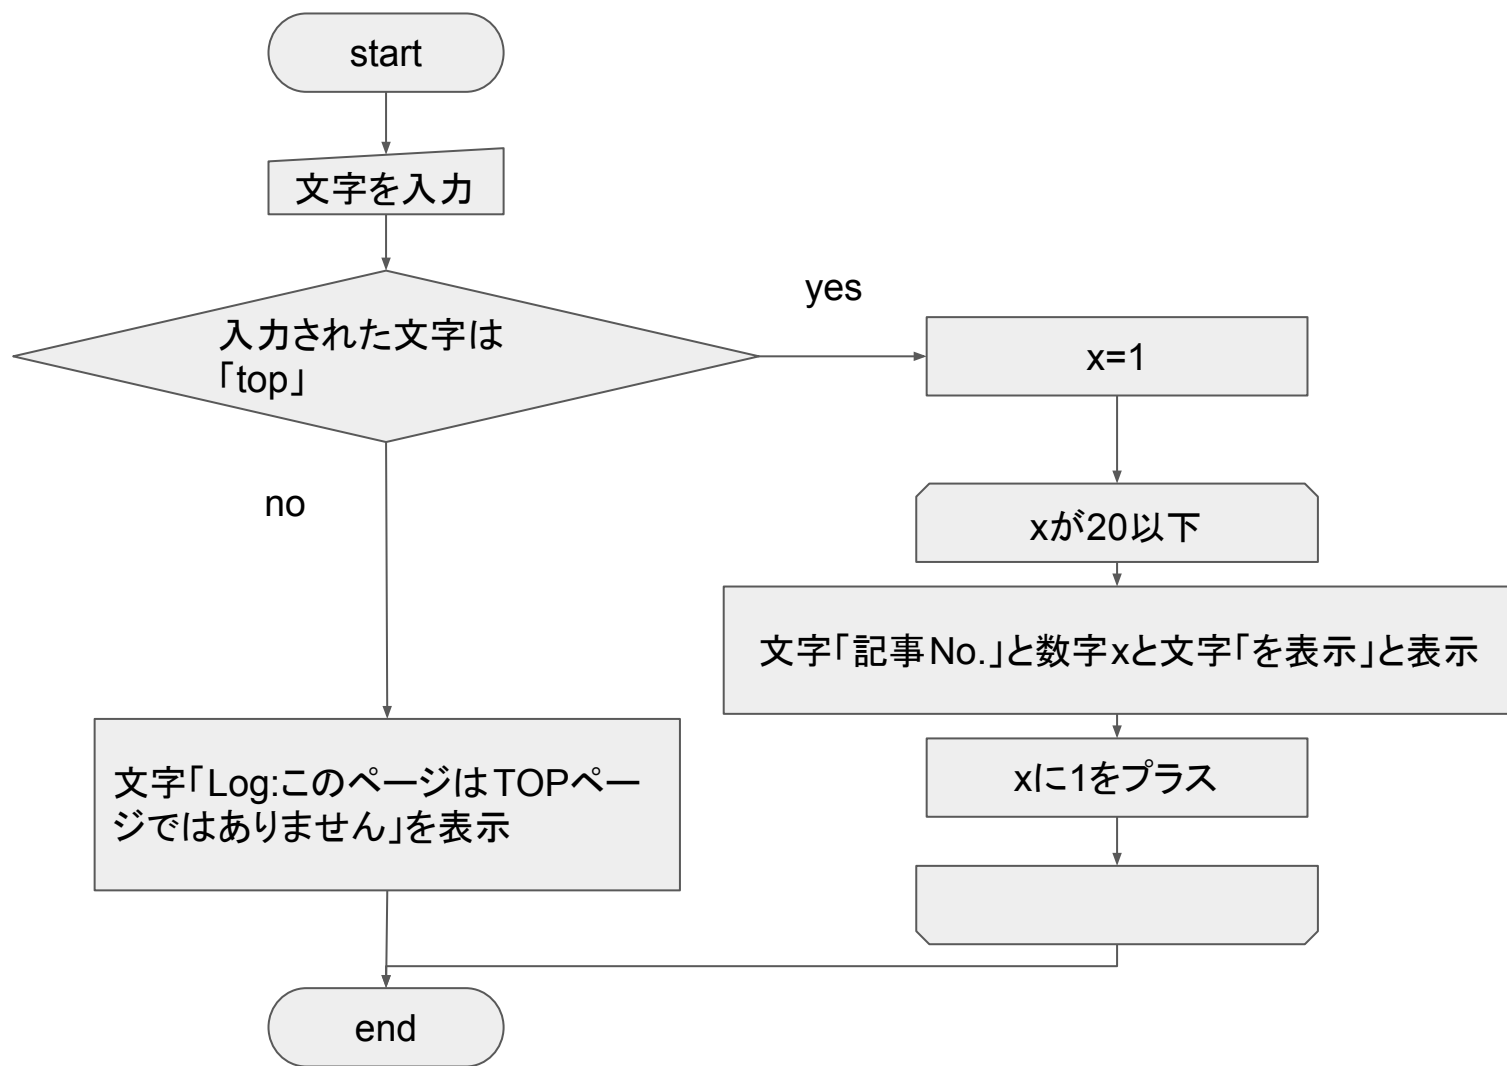 start
文字を入力
入力された文字は
「top」
yes
x=1
no
xが20以下
文字「記事No.」と数字xと文字「を表示」と表示
xに1をプラス
文字「Log:このページはTOPペー
ジではありません」を表示
end